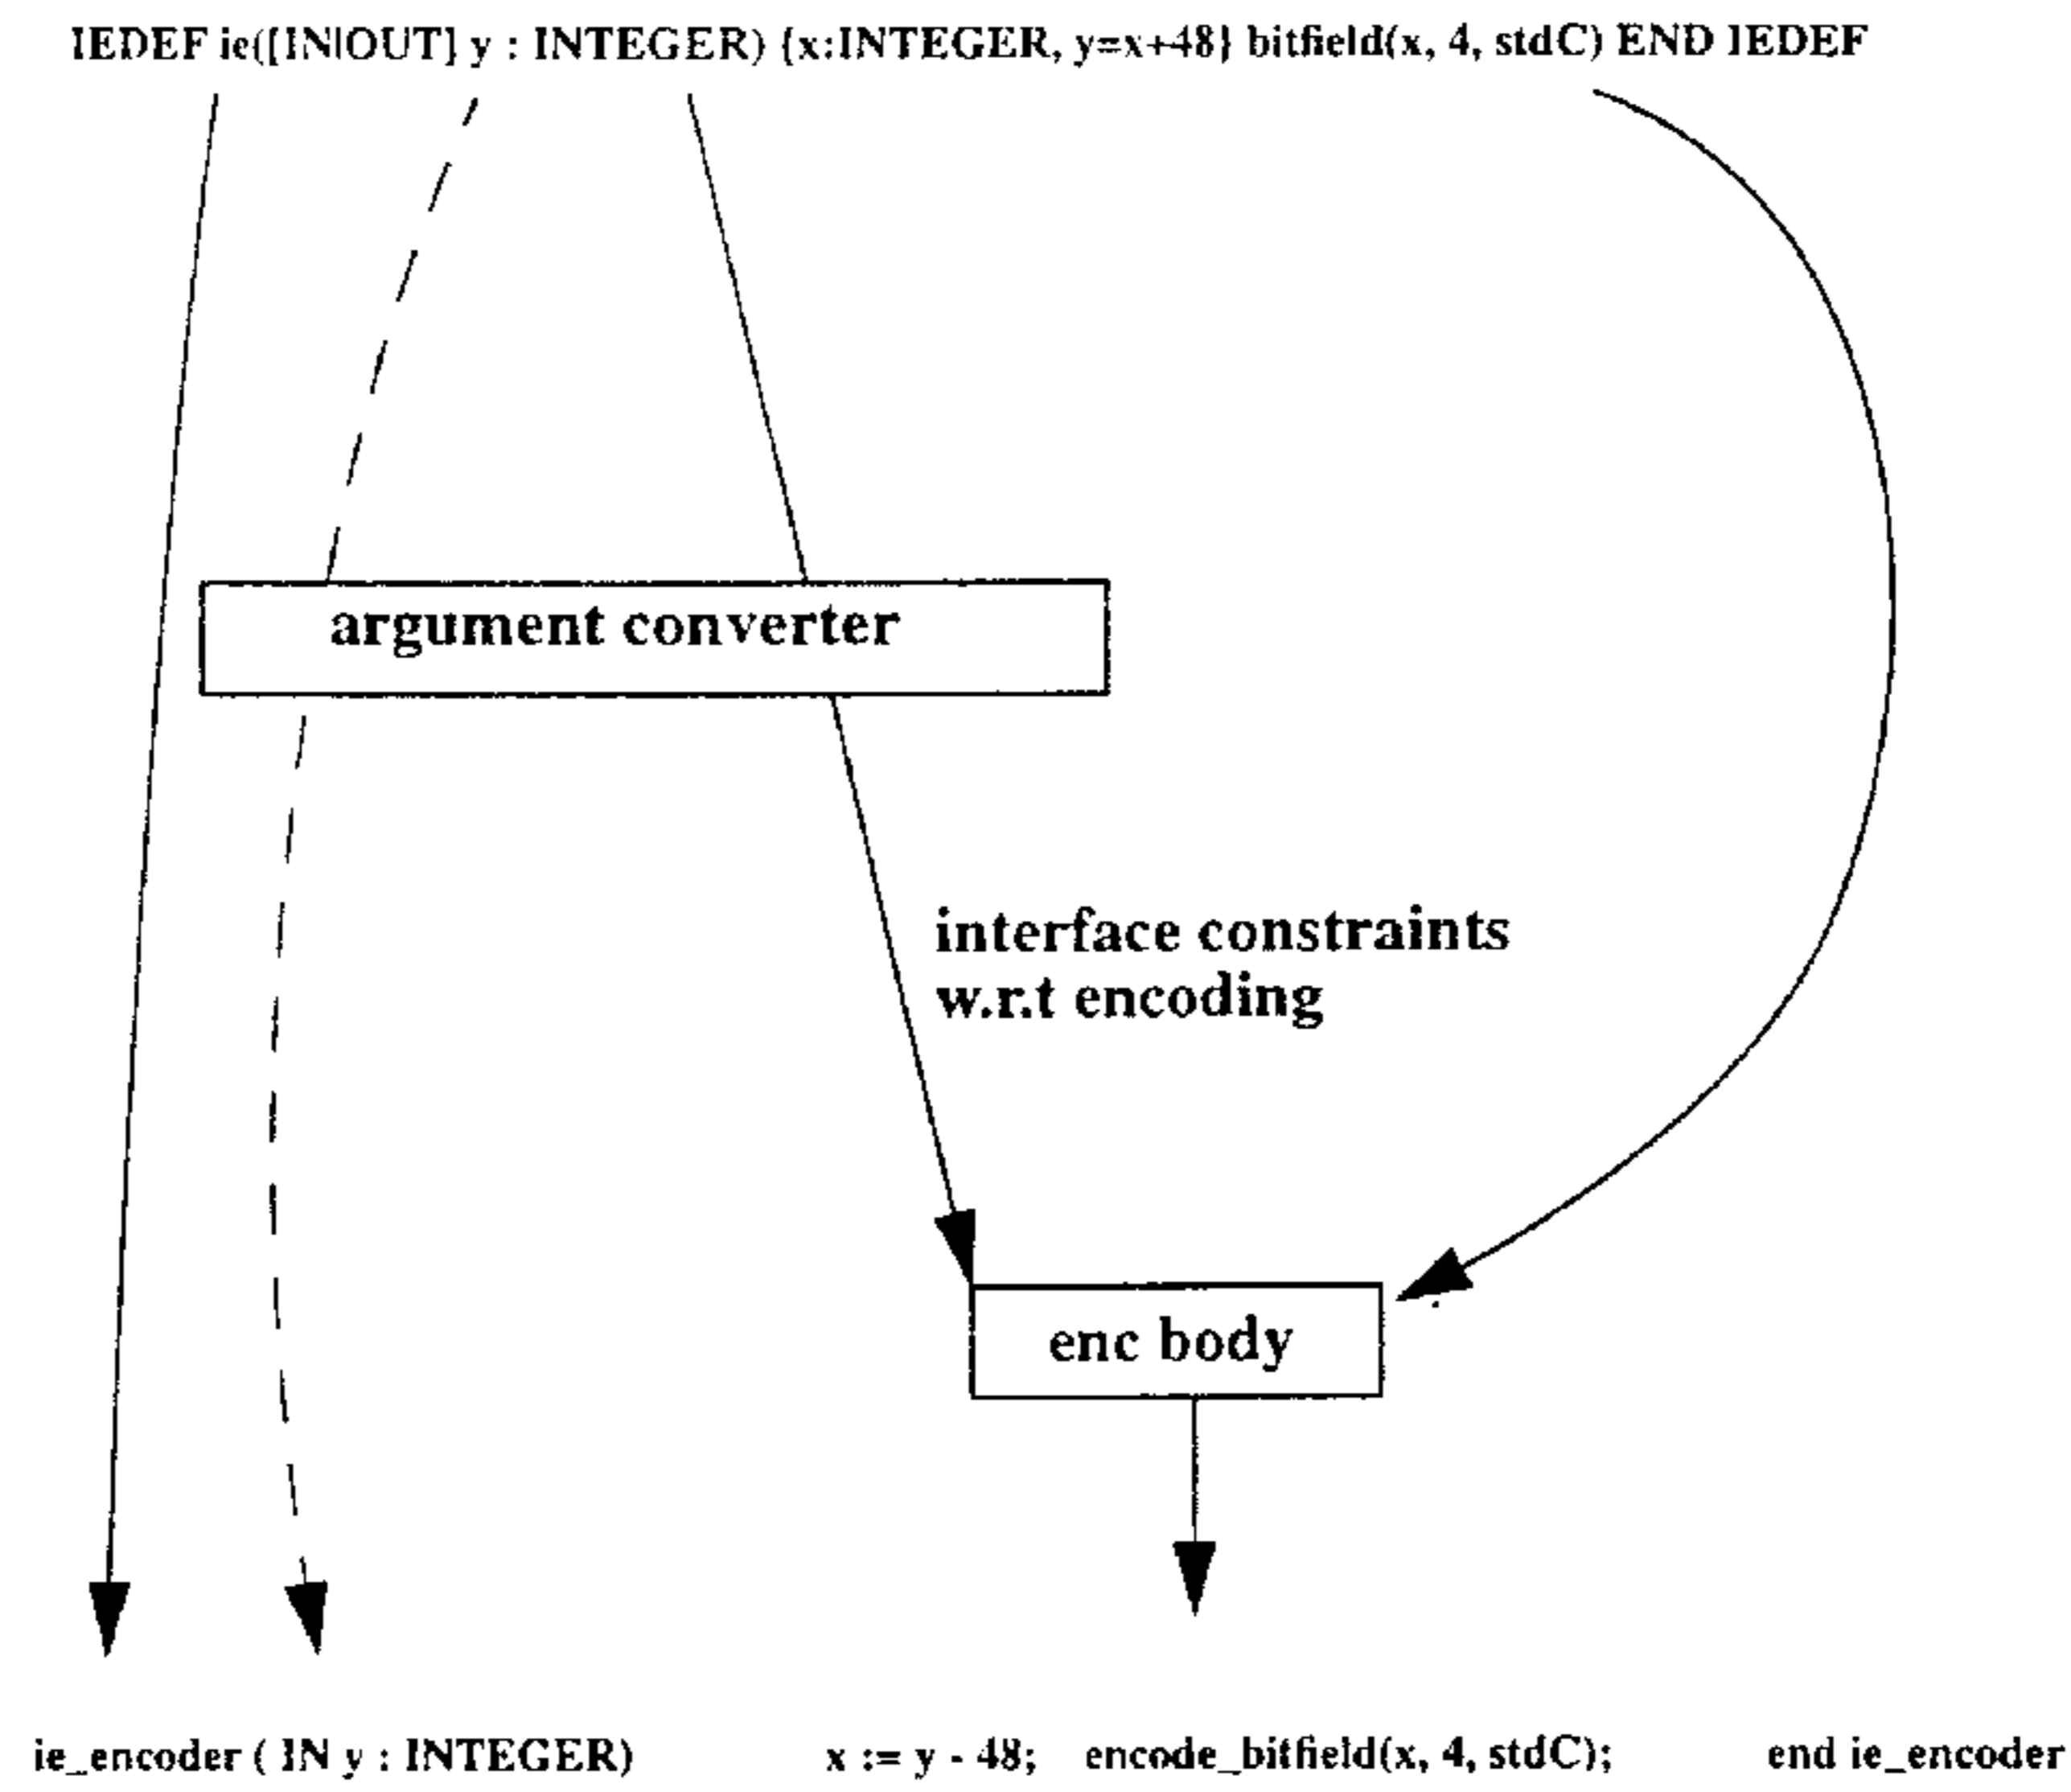 IEDEF ie([IN|OUT] y : INTEGER) {x:INTEGER, y=x+48} bitfield(x, 4, stdC) END IEDEF
argument converter
interface constraints
w.r.t encoding
enc body
ie_encoder ( IN y : INTEGER) x := y - 48; encode_bitfield(x, 4, stdC); end ie_encoder